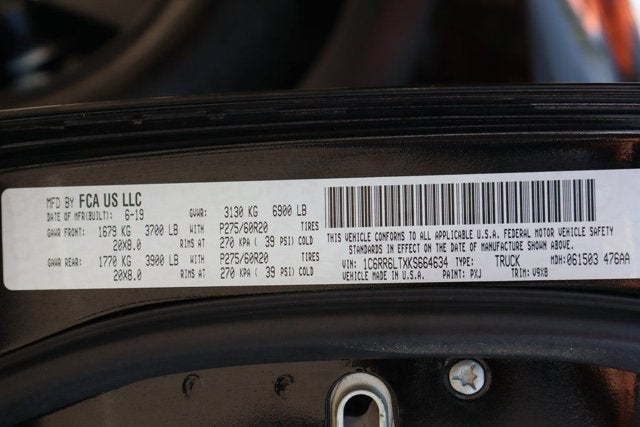 MFD BY FCA US LLC
DATE OF MFR(BUILT): 6-19 GVWR: 3130 KG 6900 LB
GAWR FRONT: 1679 KG 3700 LB WITH P275/60R20 TIRES
20X8.0 RIMS AT 270 KPA ( 39 PSI) COLD
GAWR REAR: 1770 KG 3900 LB WITH P275/60R20 TIRES
20X8.0 RIMS AT 270 KPA ( 39 PSI) COLD
THIS VEHICLE CONFORMS TO ALL APPLICABLE U.S.A. FEDERAL MOTOR VEHICLE SAFETY
STANDARDS IN EFFECT ON THE DATE OF MANUFACTURE SHOWN ABOVE.
VIN: 1C6RR6LTXKS664634 TYPE: TRUCK MDH: 061503 476AA
VEHICLE MADE IN U.S.A. PAINT: PXJ TRIM: V9X8